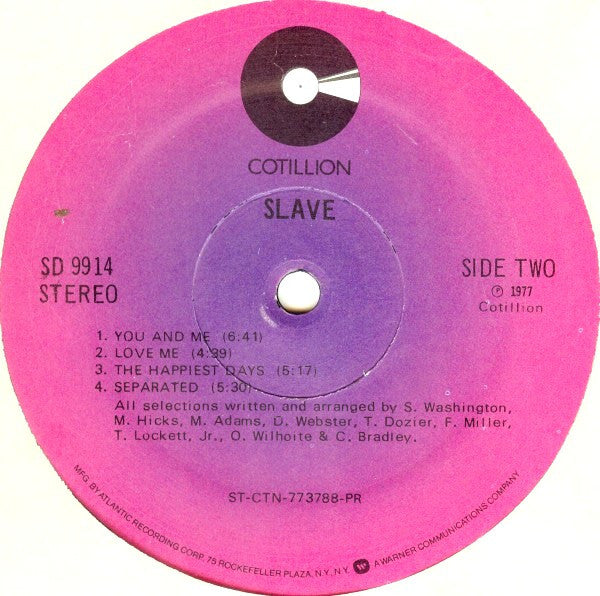 COTILLION
SLAVE
SD 9914
STEREO
SIDE TWO
℗ 1977
Cotillion
1. YOU AND ME (6:41)
2. LOVE ME (4:39)
3. THE HAPPIEST DAYS (5:17)
4. SEPARATED (5:30)
All selections written and arranged by S. Washington,
M. Hicks, M. Adams, D. Webster, T. Dozier, F. Miller,
T. Lockett, Jr., O. Wilhoite & C. Bradley.
ST-CTN-773788-PR
MFG. BY ATLANTIC RECORDING CORP. 75 ROCKEFELLER PLAZA, N.Y., N.Y. A WARNER COMMUNICATIONS COMPANY